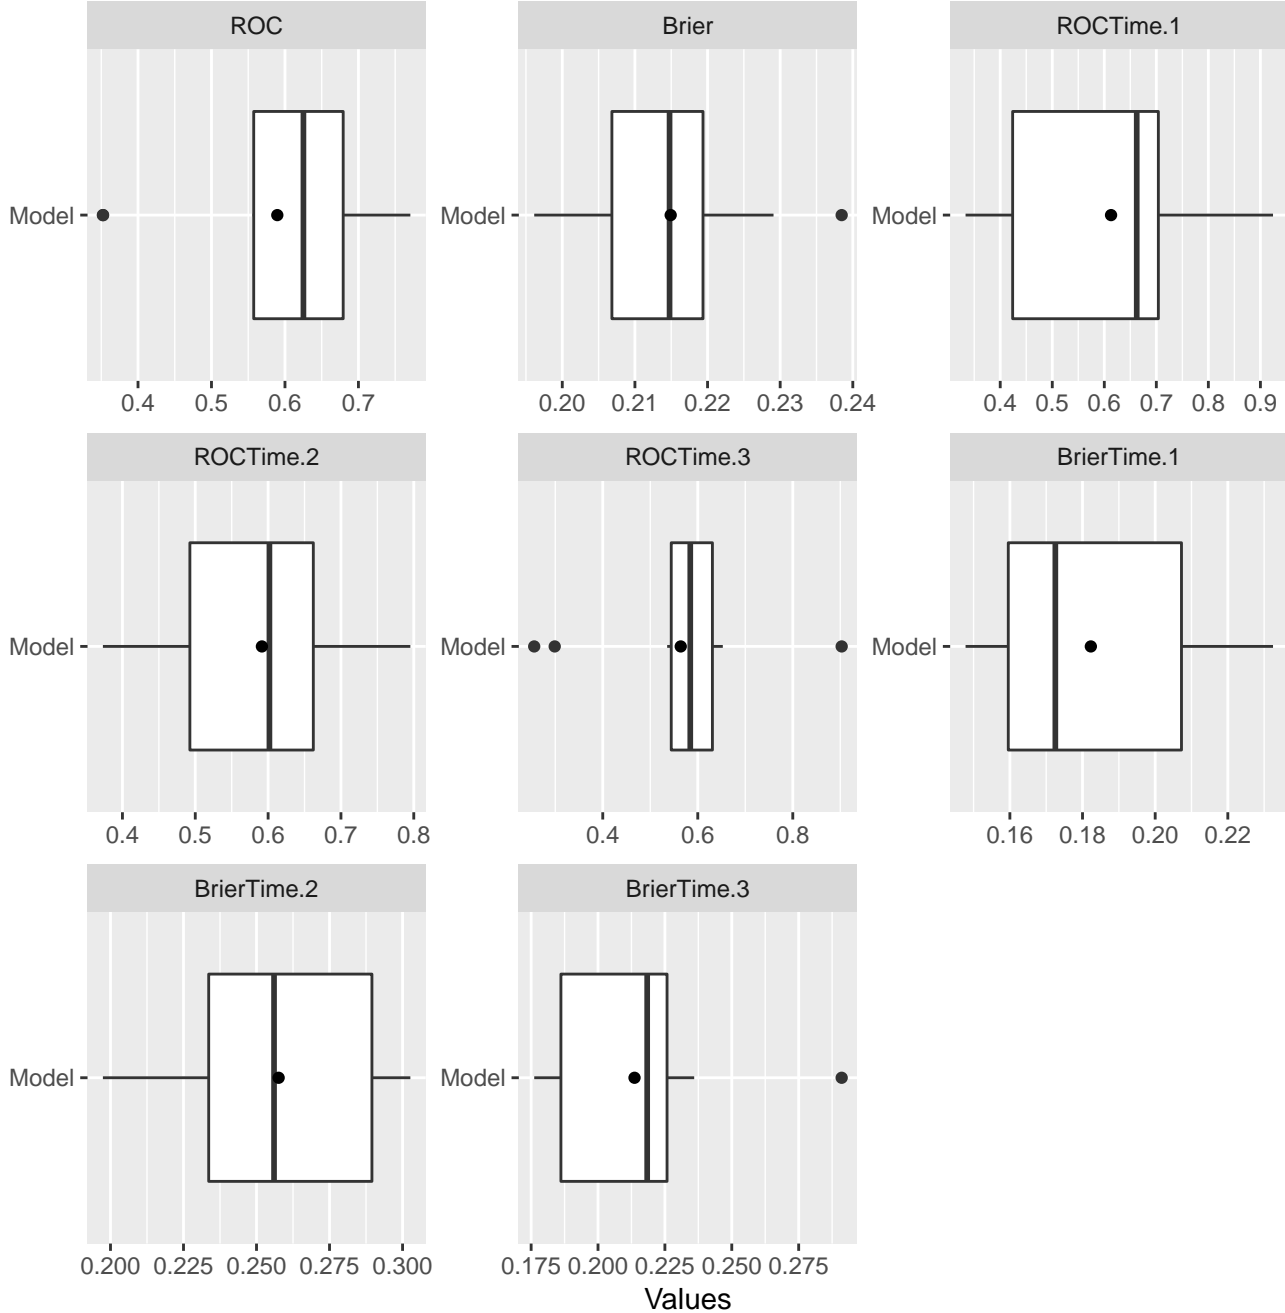 ROC Brier ROCTime.1
Model Model Model
0.4 0.5 0.6 0.7 0.20 0.21 0.22 0.23 0.24 0.4 0.5 0.6 0.7 0.8 0.9
ROCTime.2 ROCTime.3 BrierTime.1
Model Model Model
0.4 0.5 0.6 0.7 0.8 0.4 0.6 0.8 0.16 0.18 0.20 0.22
BrierTime.2 BrierTime.3
Model Model
0.200 0.225 0.250 0.275 0.300 0.175 0.200 0.225 0.250 0.275
Values